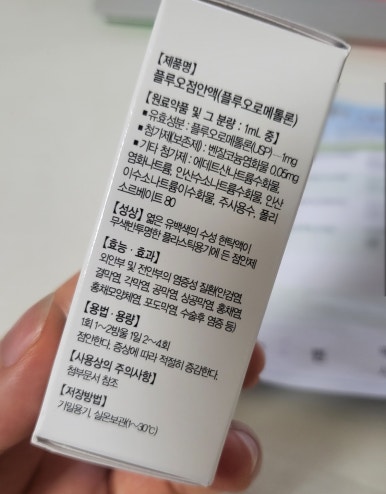 【제품명】
플루오점안액(플루오로메톨론)
【원료약품 및 그 분량 : 1mL 중】
■ 유효성분 : 플루오로메톨론(USP)…1mg
■ 첨가제(보존제) : 벤잘코늄염화물 0.05mg
■ 기타 첨가제 : 에데트산나트륨수화물,
염화나트륨, 인산수소나트륨수화물, 인산
이수소나트륨이수화물, 주사용수, 폴리
소르베이트 80
【성상】 엷은 유백색의 수성 현탁액이
무색반투명한 플라스틱용기에 든 점안제
【효능·효과】
외안부 및 전안부의 염증성 질환(안검염,
결막염, 각막염, 공막염, 상공막염, 홍채염,
홍채모양체염, 포도막염, 수술후 염증 등)
【용법·용량】
1회 1~2방울 1일 2~4회
점안한다. 증상에 따라 적절히 증감한다.
【사용상의 주의사항】
첨부문서 참조
【저장방법】
기밀용기, 실온보관(1~30℃)